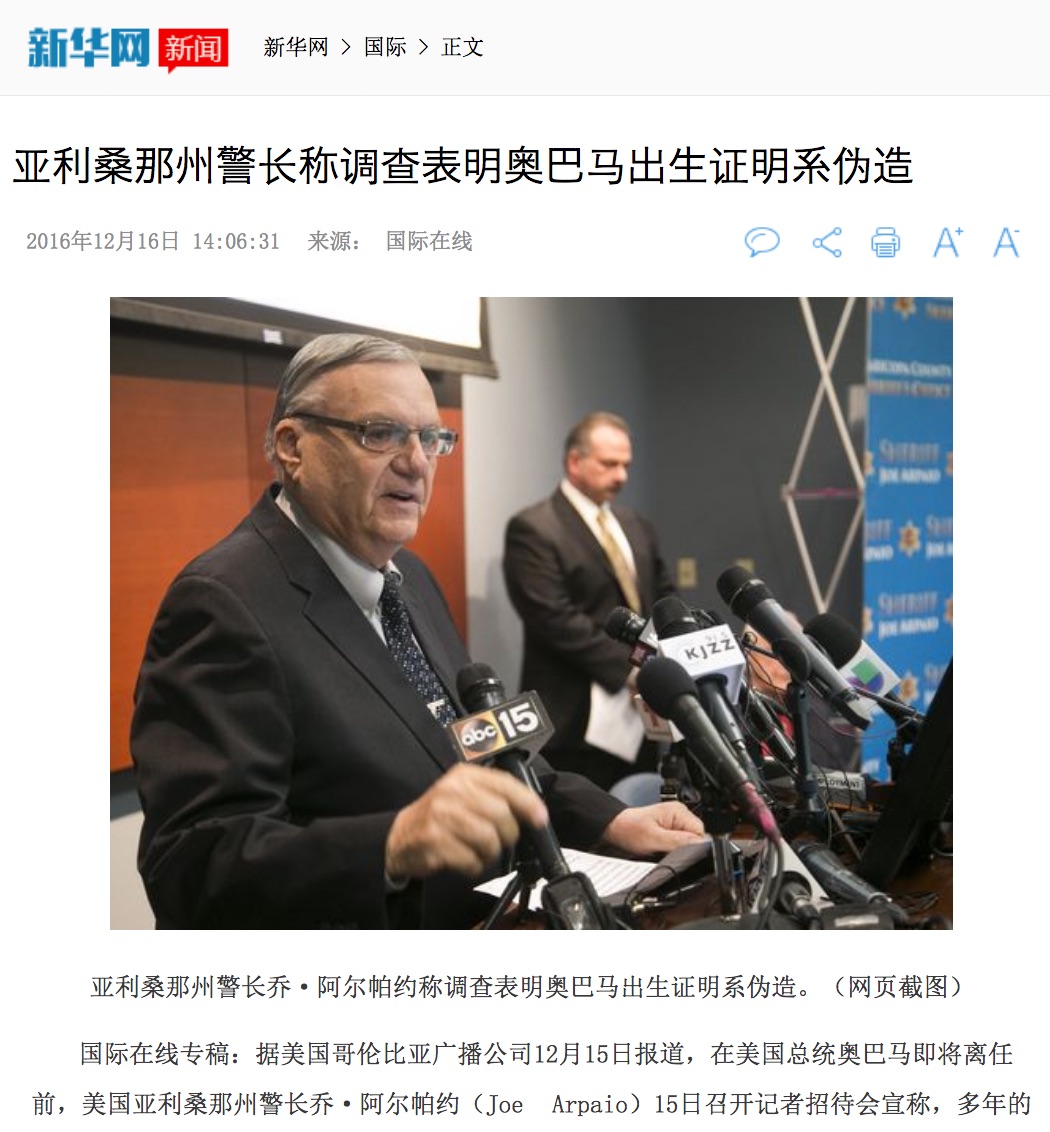 新华网 新闻 新华网 > 国际 > 正文
亚利桑那州警长称调查表明奥巴马出生证明系伪造
2016年12月16日 14:06:31 来源： 国际在线 A+ A-
SHERIFF
JOE ARPAIO
91.5
KJZZ
abc 15
SHERIFF
JOE ARPAIO
亚利桑那州警长乔·阿尔帕约称调查表明奥巴马出生证明系伪造。（网页截图）
国际在线专稿：据美国哥伦比亚广播公司12月15日报道，在美国总统奥巴马即将离任
前，美国亚利桑那州警长乔·阿尔帕约（Joe Arpaio）15日召开记者招待会宣称，多年的